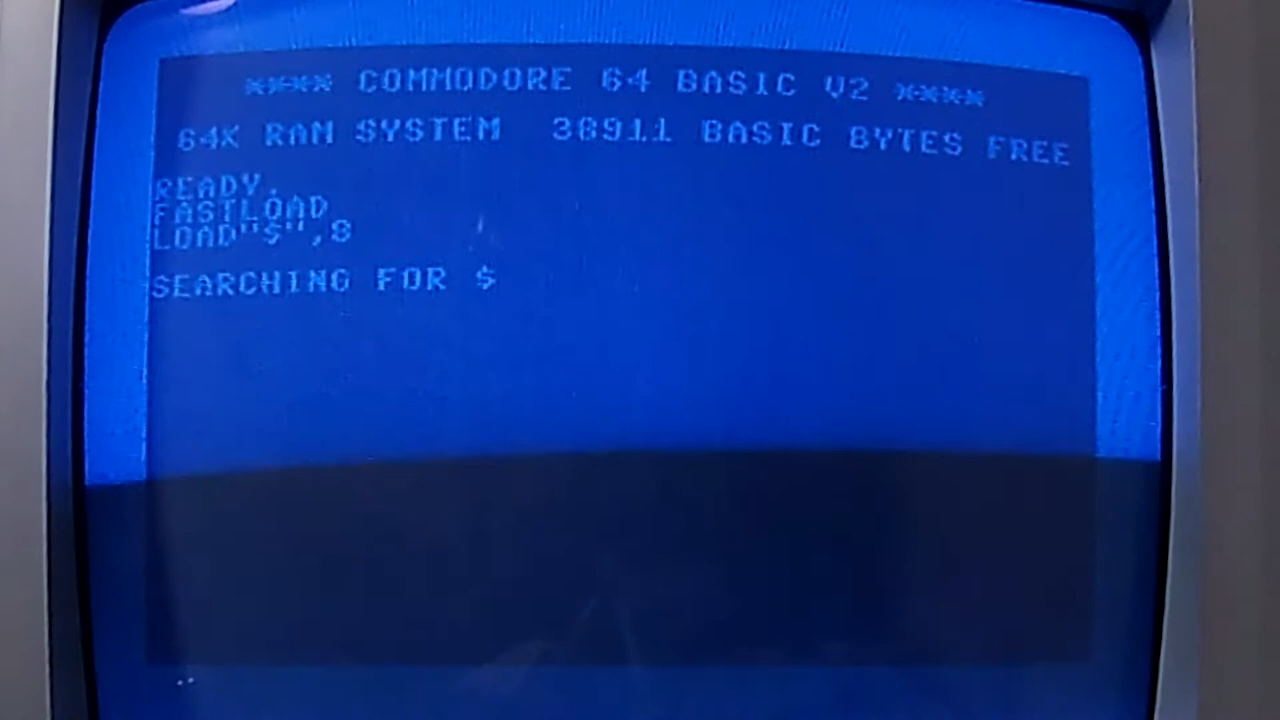 **** COMMODORE 64 BASIC V2 ****
64K RAM SYSTEM 38911 BASIC BYTES FREE
READY.
FASTLOAD
LOAD"$",8
SEARCHING FOR $